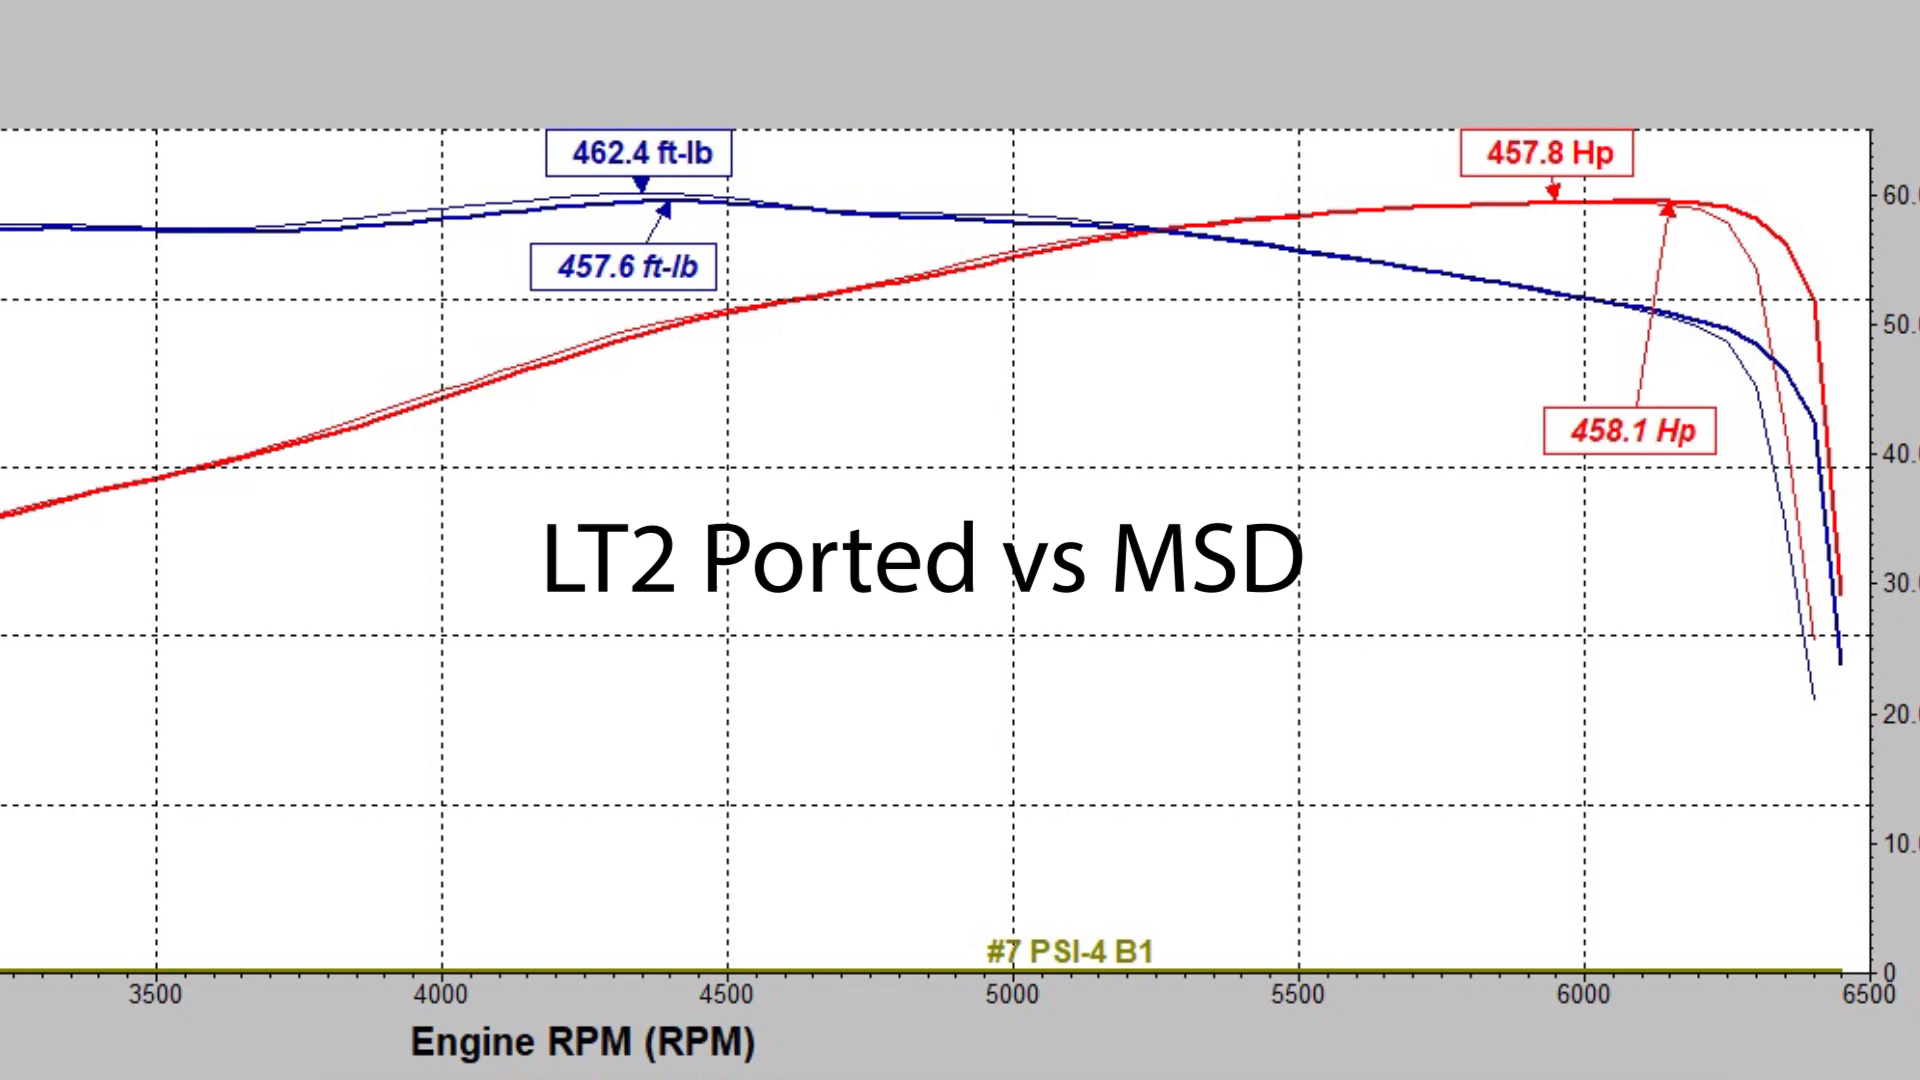 462.4 ft-lb
457.8 Hp
457.6 ft-lb
458.1 Hp
LT2 Ported vs MSD
#7 PSI-4 B1
60.
50.
40.
30.
20.
10.
0
3500 4000 4500 5000 5500 6000 6500
Engine RPM (RPM)